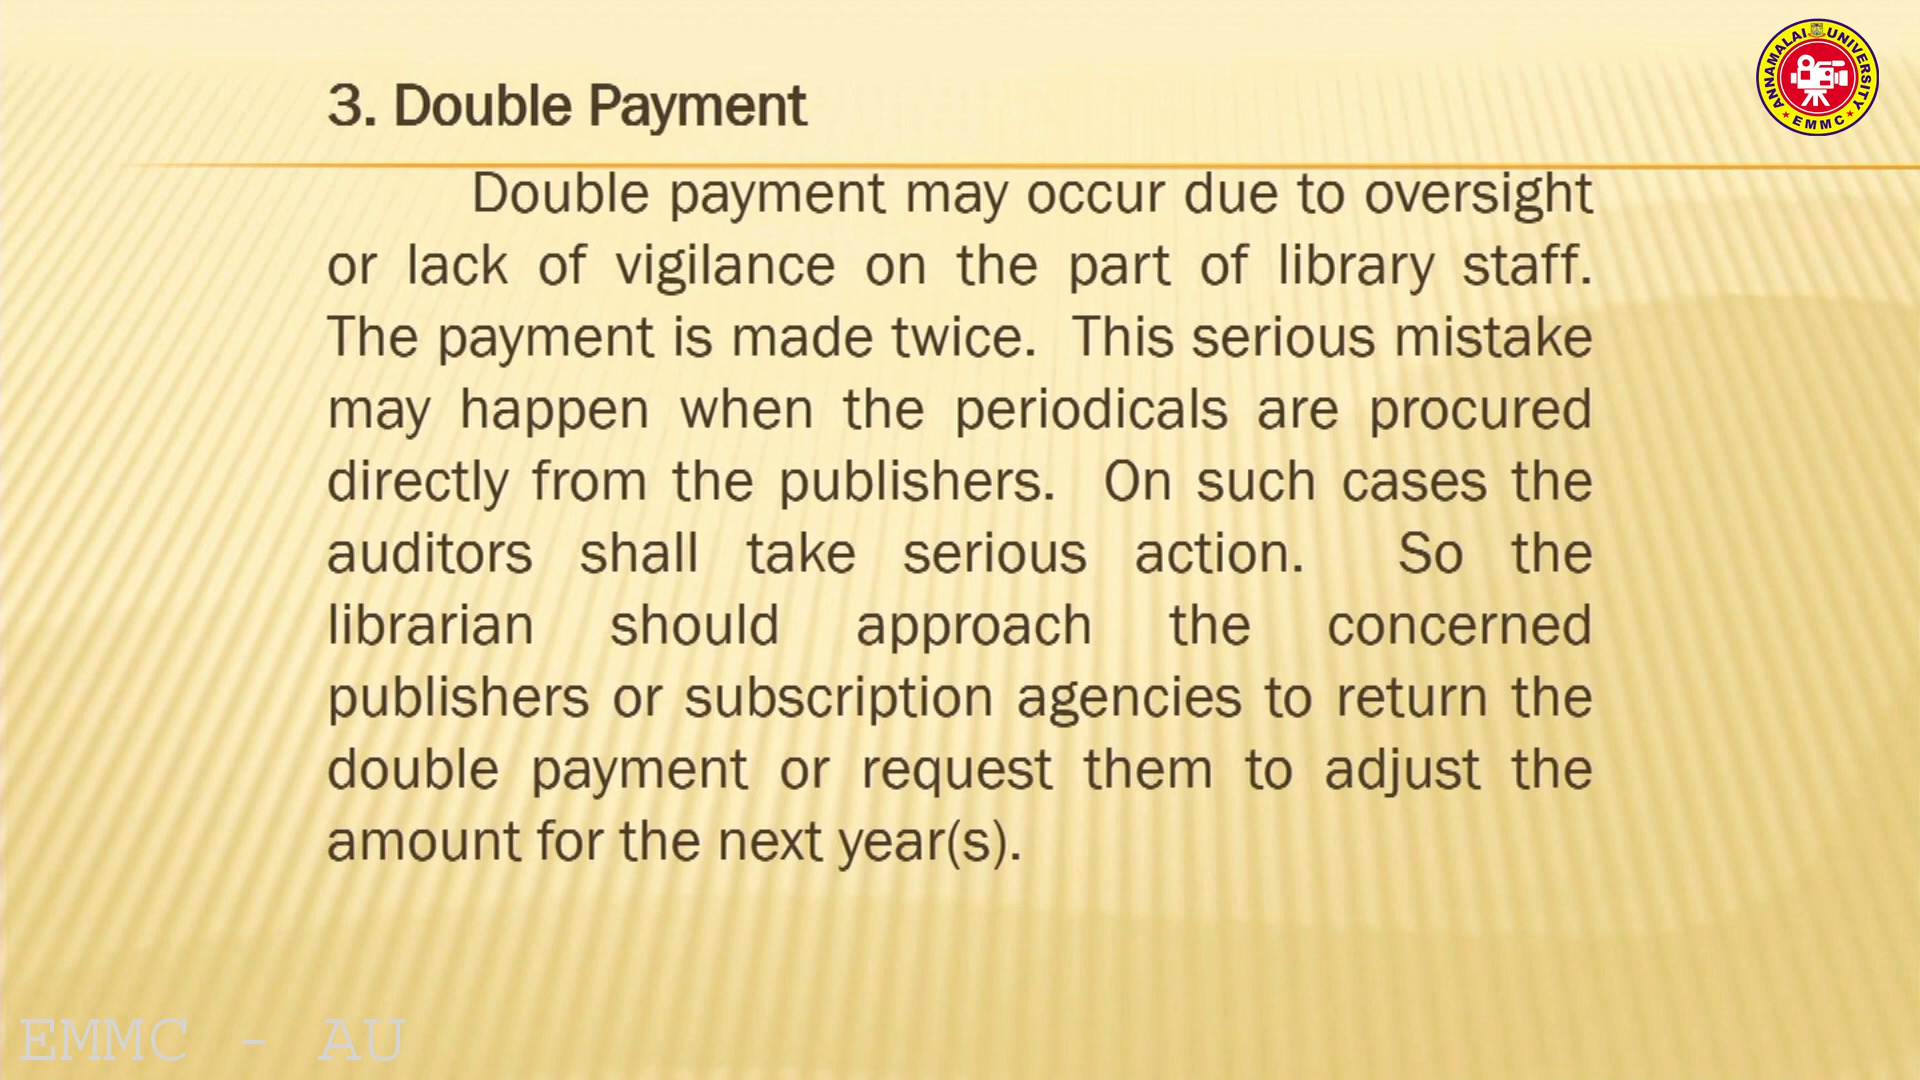 3. Double Payment
Double payment may occur due to oversight
or lack of vigilance on the part of library staff.
The payment is made twice. This serious mistake
may happen when the periodicals are procured
directly from the publishers. On such cases the
auditors shall take serious action. So the
librarian should approach the concerned
publishers or subscription agencies to return the
double payment or request them to adjust the
amount for the next year(s).
ANNAMALAI UNIVERSITY
EMMC
EMMC - AU